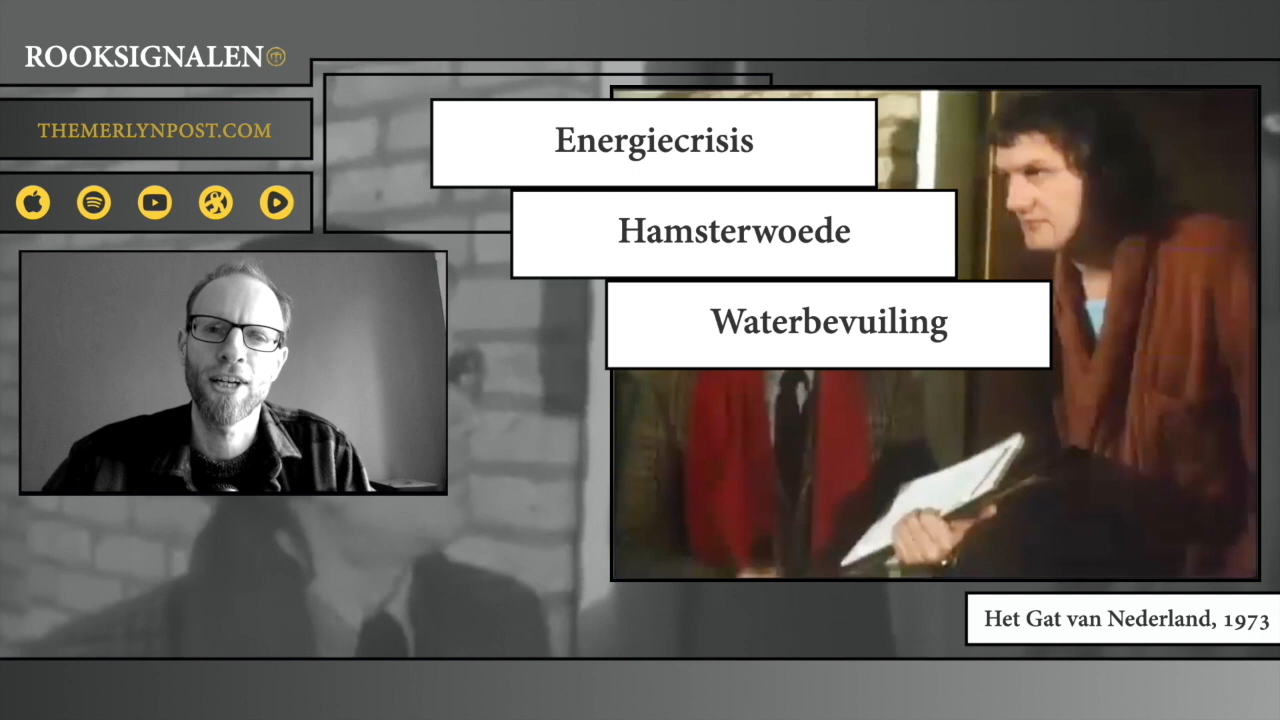 ROOKSIGNALEN
THEMERLYNPOST.COM
Energiecrisis
Hamsterwoede
Waterbevuiling
Het Gat van Nederland, 1973